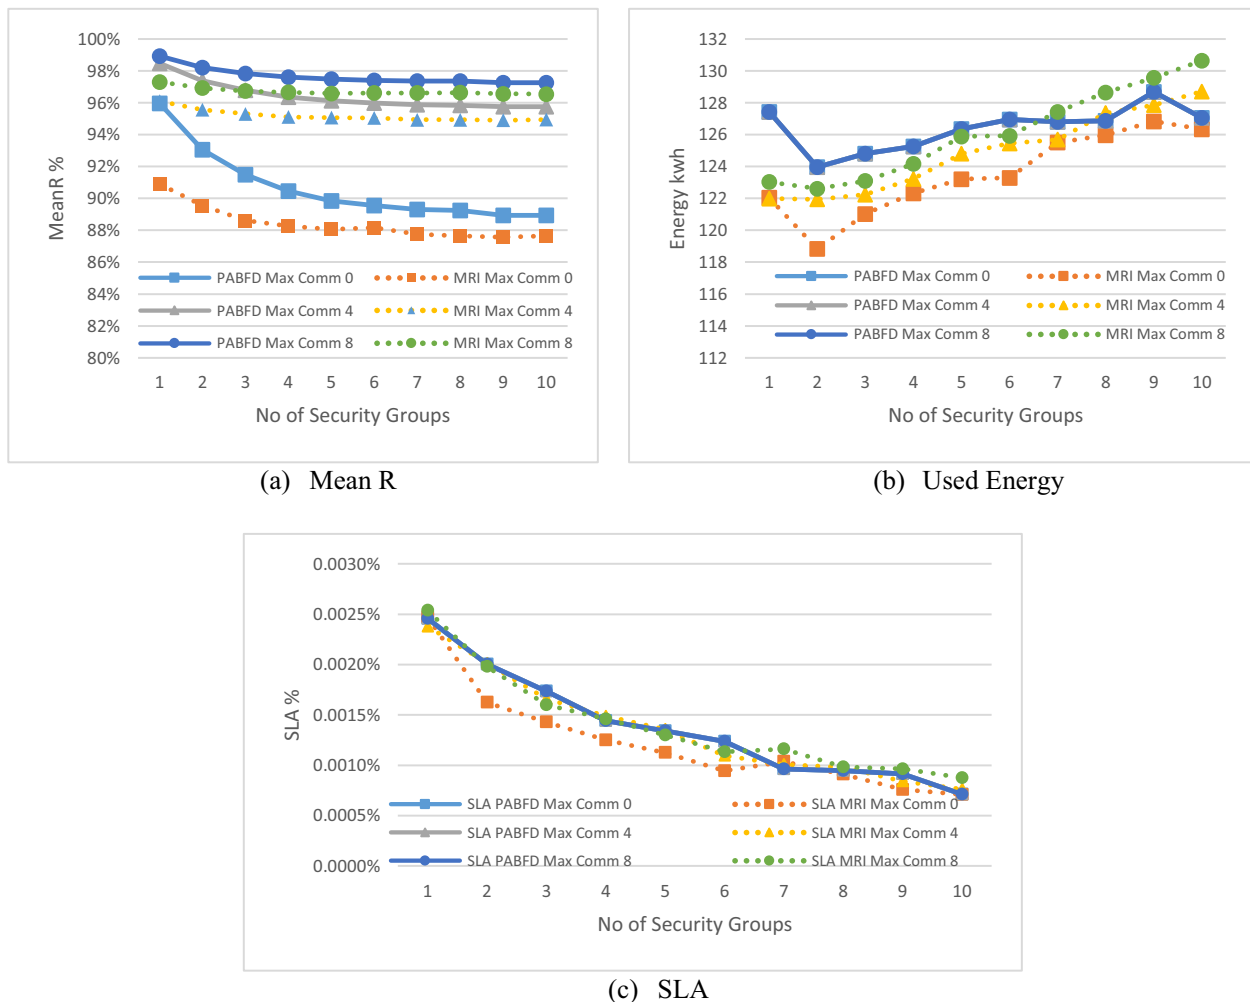 100%
98%
96%
94%
92%
90%
88%
86%
84%
82%
80%
MeanR %
PABFD Max Comm 0
MRI Max Comm 0
PABFD Max Comm 4
MRI Max Comm 4
PABFD Max Comm 8
MRI Max Comm 8
1 2 3 4 5 6 7 8 9 10
No of Security Groups
(a) Mean R
132
130
128
126
124
122
120
118
116
114
112
Energy kwh
PABFD Max Comm 0
MRI Max Comm 0
PABFD Max Comm 4
MRI Max Comm 4
PABFD Max Comm 8
MRI Max Comm 8
1 2 3 4 5 6 7 8 9 10
No of Security Groups
(b) Used Energy
0.0030%
0.0025%
0.0020%
0.0015%
0.0010%
0.0005%
0.0000%
SLA %
SLA PABFD Max Comm 0
SLA MRI Max Comm 0
SLA PABFD Max Comm 4
SLA MRI Max Comm 4
SLA PABFD Max Comm 8
SLA MRI Max Comm 8
1 2 3 4 5 6 7 8 9 10
No of Security Groups
(c) SLA